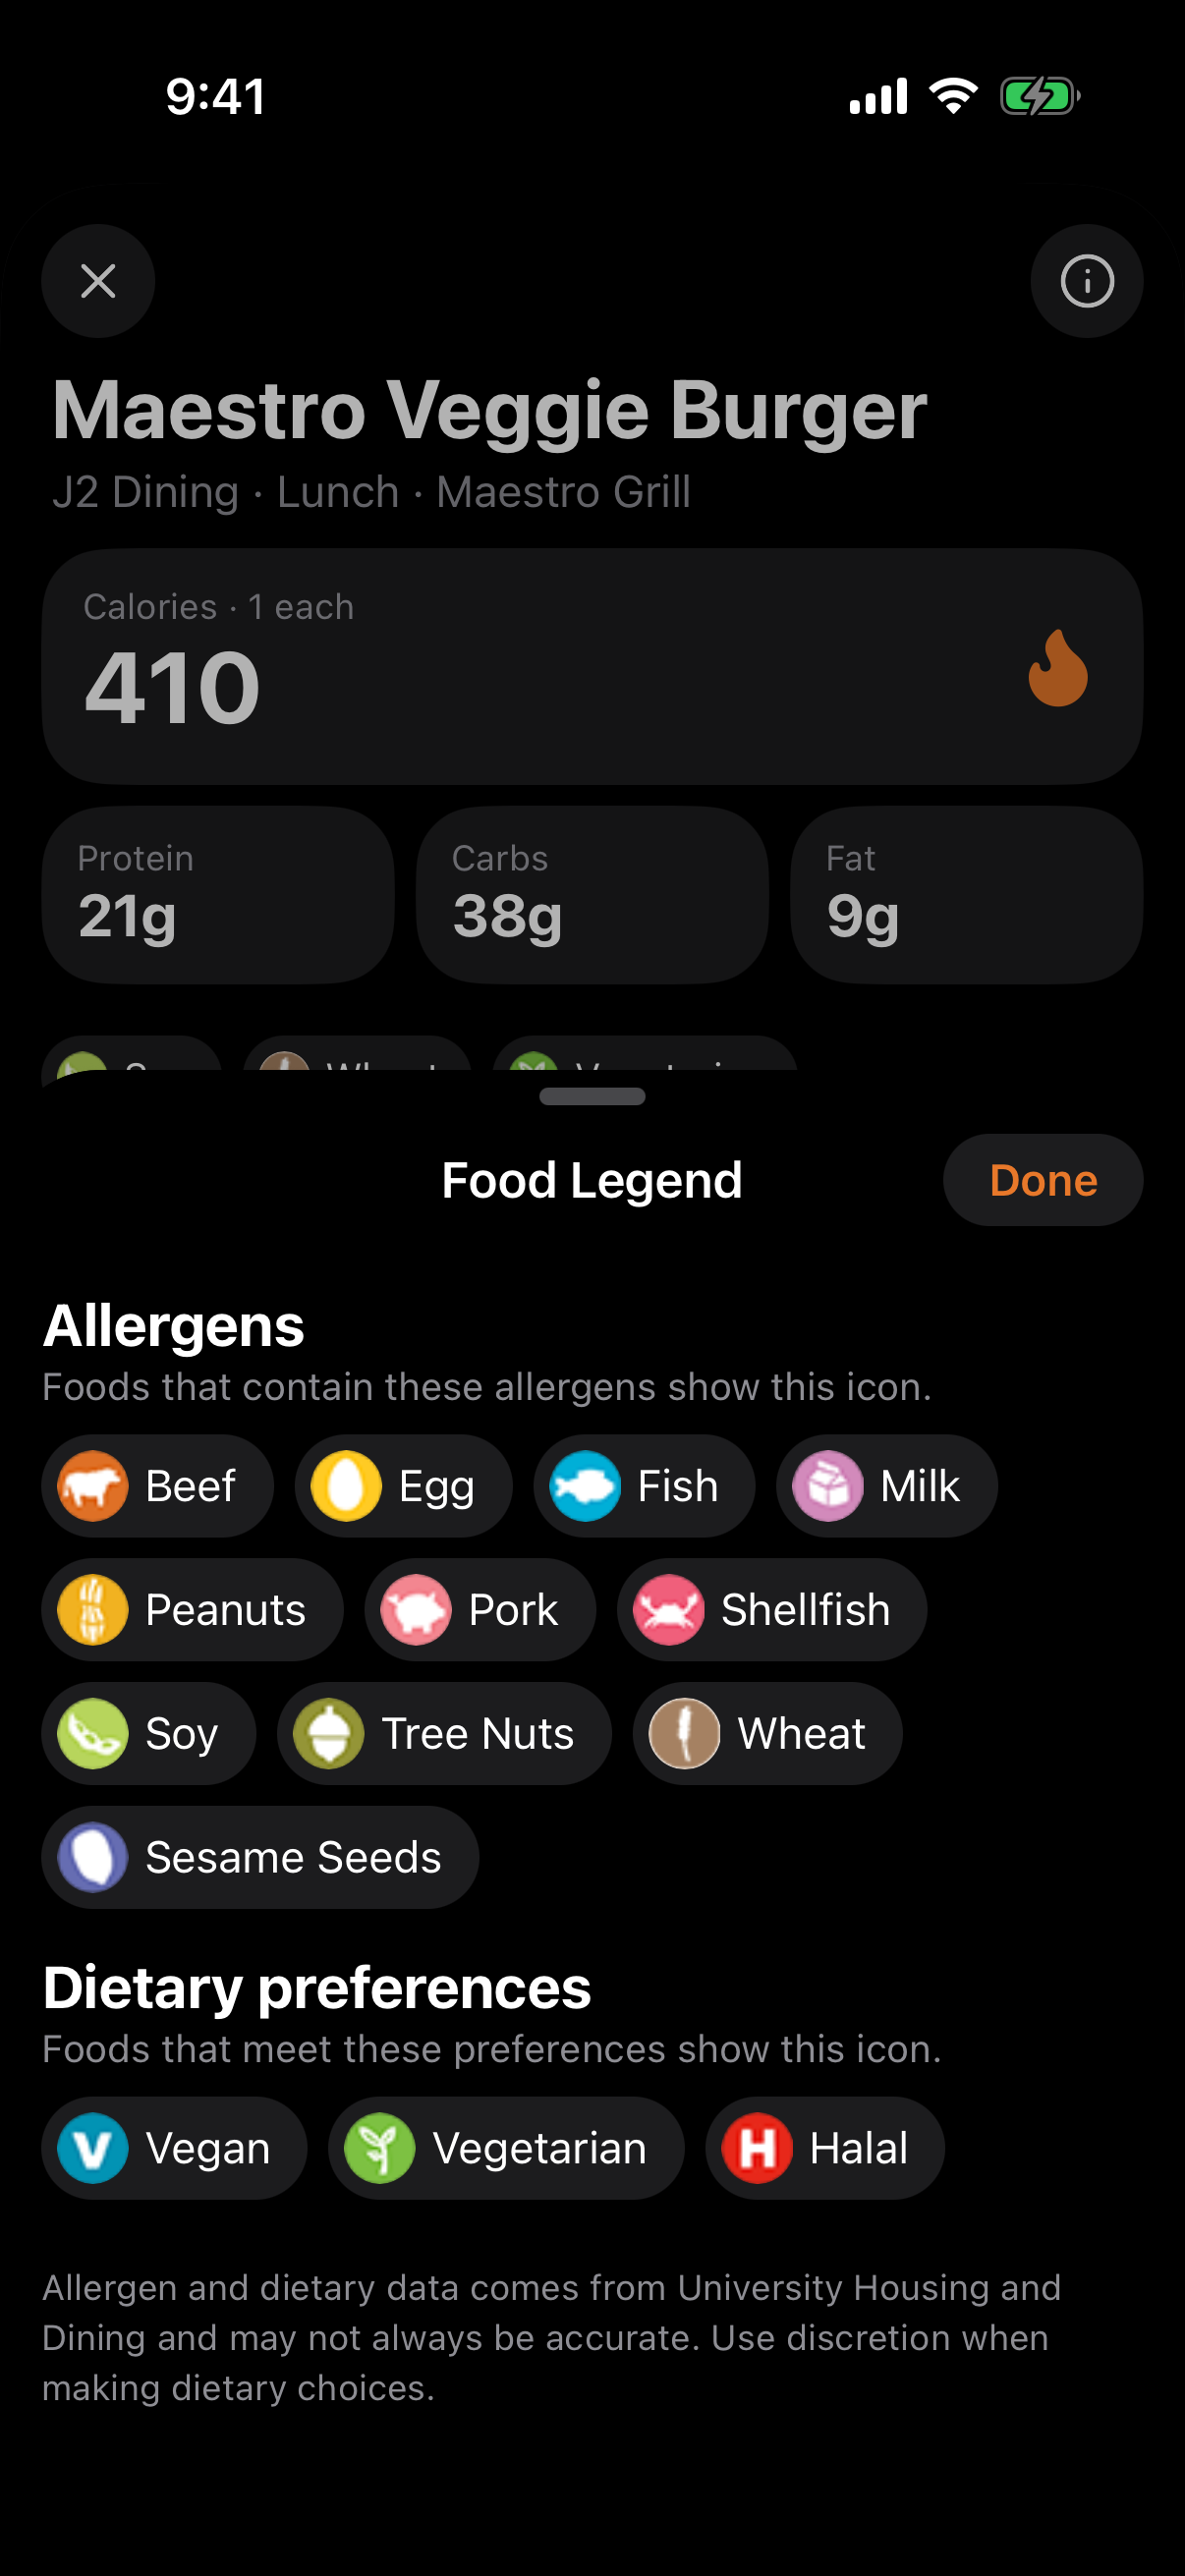 9:41
Maestro Veggie Burger
J2 Dining · Lunch · Maestro Grill
Calories · 1 each
410
Protein Carbs Fat
21g 38g 9g
Food Legend Done
Allergens
Foods that contain these allergens show this icon.
Beef Egg Fish Milk
Peanuts Pork Shellfish
Soy Tree Nuts Wheat
Sesame Seeds
Dietary preferences
Foods that meet these preferences show this icon.
V Vegan Vegetarian H Halal
Allergen and dietary data comes from University Housing and
Dining and may not always be accurate. Use discretion when
making dietary choices.